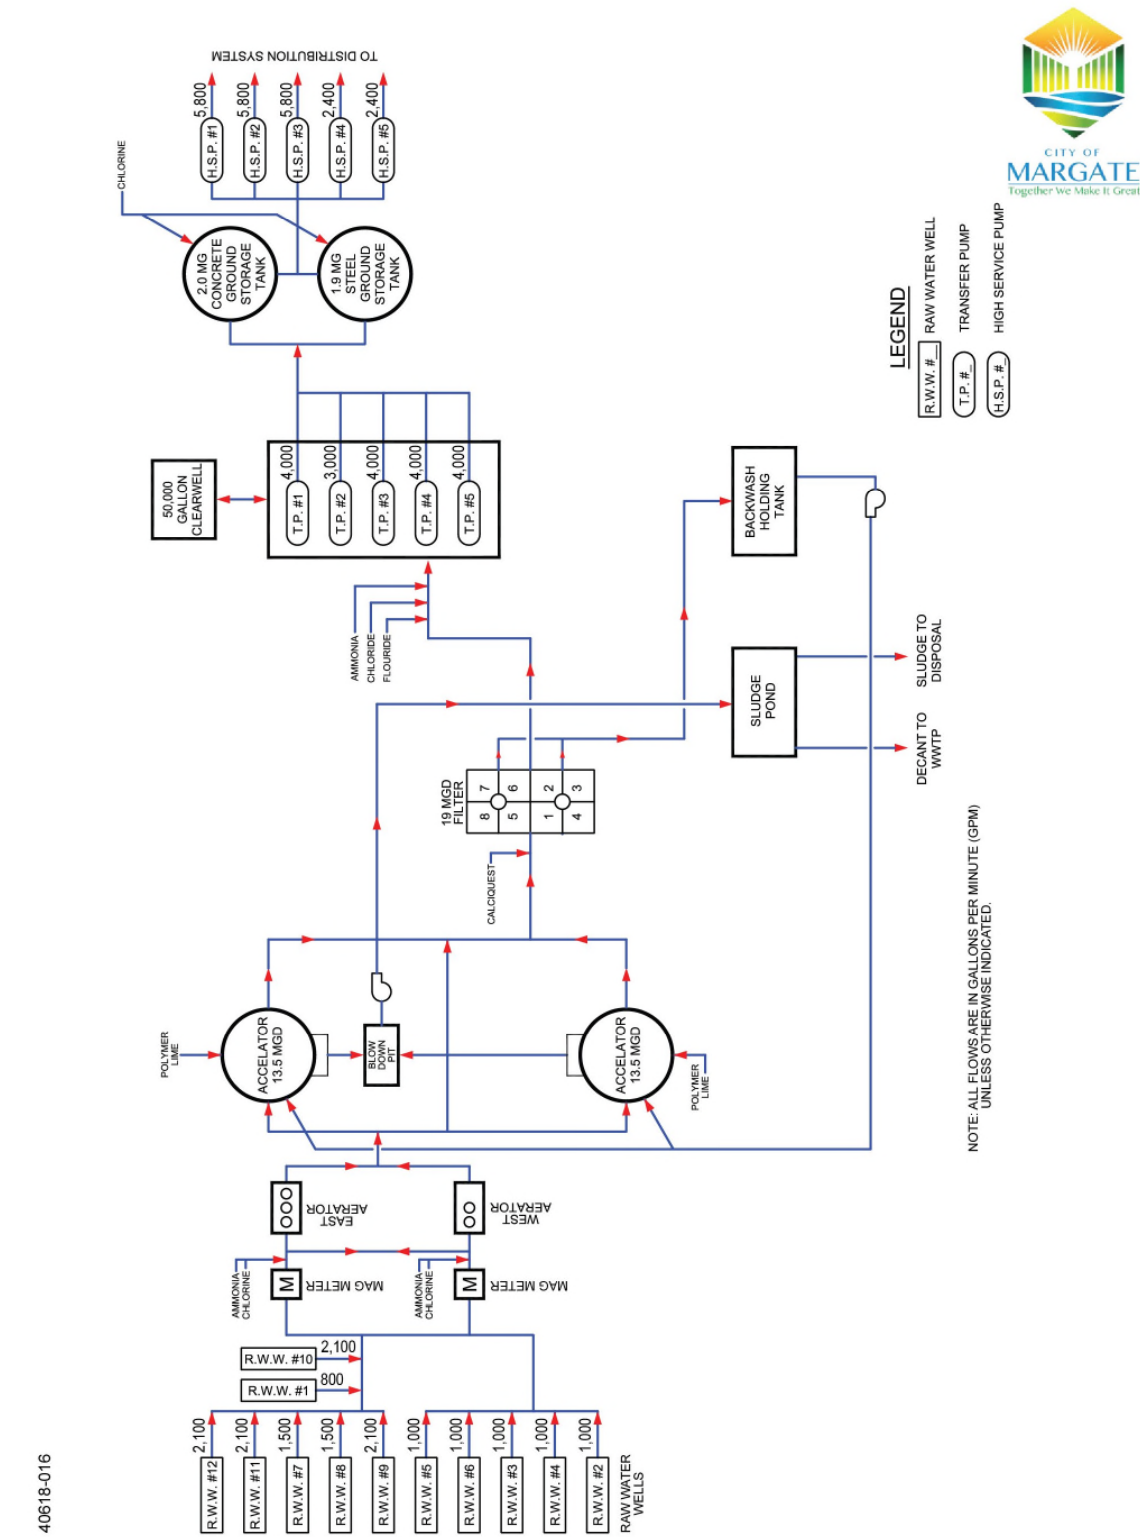 40618-016
TO DISTRIBUTION SYSTEM
5,800
5,800
5,800
2,400
2,400
H.S.P. #1
H.S.P. #2
H.S.P. #3
H.S.P. #4
H.S.P. #5
CHLORINE
2.0 MG
CONCRETE
GROUND
STORAGE
TANK
1.9 MG
STEEL
GROUND
STORAGE
TANK
50,000
GALLON
CLEARWELL
4,000
3,000
4,000
4,000
4,000
T.P. #1
T.P. #2
T.P. #3
T.P. #4
T.P. #5
AMMONIA
CHLORIDE
FLOURIDE
19 MGD
FILTER
8
7
5
6
1
2
4
3
CALCIQUEST
BACKWASH
HOLDING
TANK
SLUDGE
POND
DECANT TO
WWTP
SLUDGE TO
DISPOSAL
POLYMER
LIME
ACCELATOR
13.5 MGD
BLOW
DOWN
PIT
ACCELATOR
13.5 MGD
POLYMER
LIME
EAST
AERATOR
WEST
AERATOR
AMMONIA
CHLORINE
M
MAG METER
AMMONIA
CHLORINE
M
MAG METER
R.W.W. #10
2,100
R.W.W. #1
800
2,100
2,100
1,500
1,500
2,100
1,000
1,000
1,000
1,000
1,000
R.W.W. #12
R.W.W. #11
R.W.W. #7
R.W.W. #8
R.W.W. #9
R.W.W. #5
R.W.W. #6
R.W.W. #3
R.W.W. #4
R.W.W. #2
RAW WATER
WELLS
LEGEND
R.W.W. #_ RAW WATER WELL
T.P. #_ TRANSFER PUMP
H.S.P. #_ HIGH SERVICE PUMP
NOTE: ALL FLOWS ARE IN GALLONS PER MINUTE (GPM)
UNLESS OTHERWISE INDICATED.
CITY OF
MARGATE
Together We Make It Great